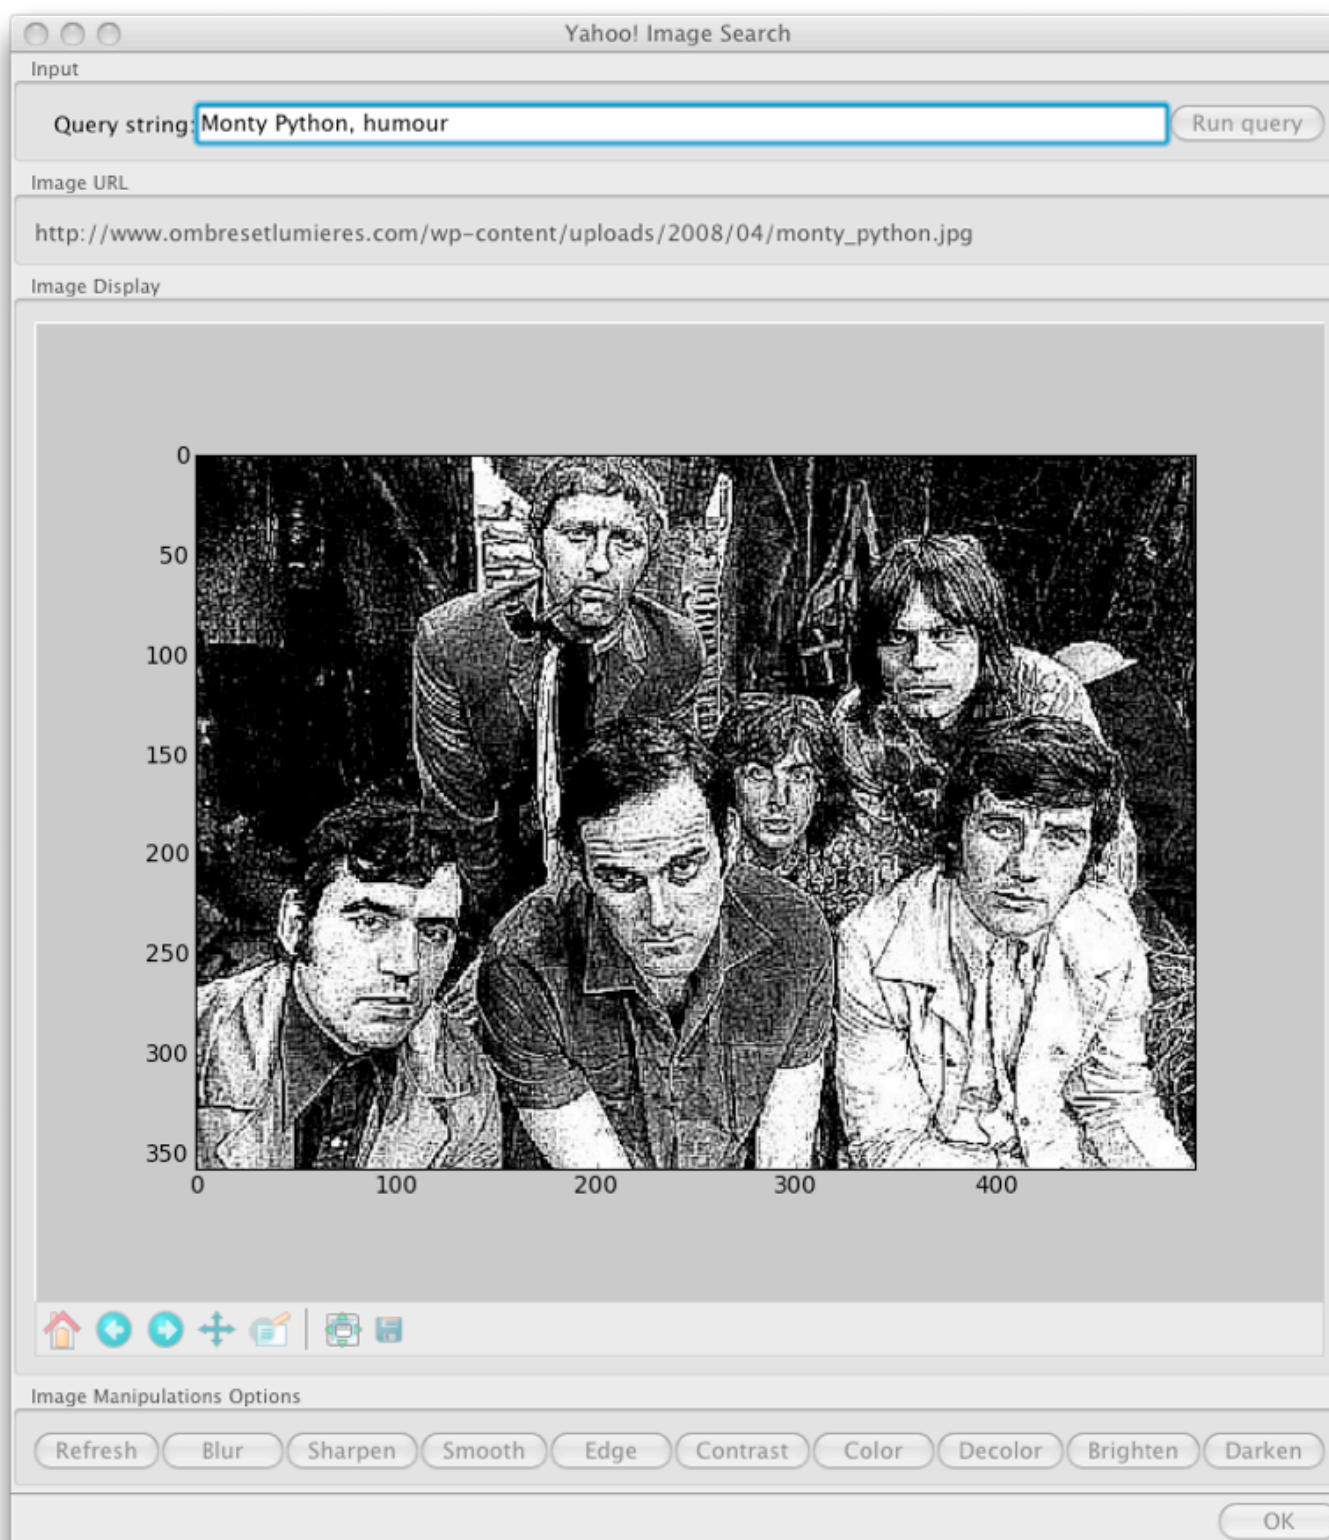 Yahoo! Image Search
Input
Query string: Monty Python, humour Run query
Image URL
http://www.ombresetlumieres.com/wp-content/uploads/2008/04/monty_python.jpg
Image Display
0
50
100
150
200
250
300
350
0 100 200 300 400
Image Manipulations Options
Refresh Blur Sharpen Smooth Edge Contrast Color Decolor Brighten Darken
OK